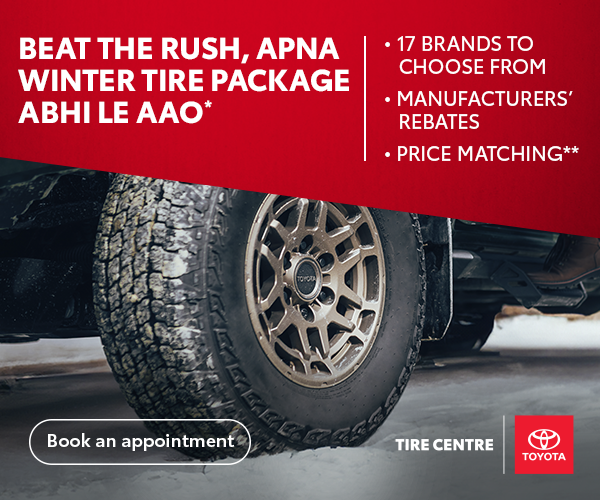 BEAT THE RUSH, APNA
WINTER TIRE PACKAGE
ABHI LE AAO*
• 17 BRANDS TO
CHOOSE FROM
• MANUFACTURERS’
REBATES
• PRICE MATCHING**
TOYOTA
Book an appointment
TIRE CENTRE
TOYOTA